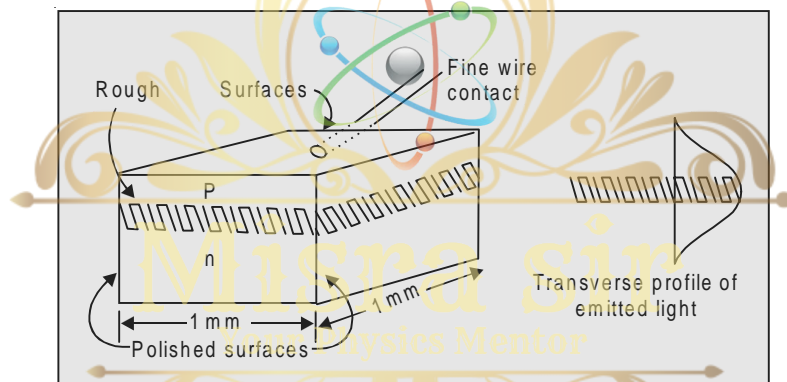 Rough
Surfaces
Fine wire
contact
P
n
Misra sir
Your Physics Mentor
1 mm
1 mm
Polished surfaces
Transverse profile of
emitted light